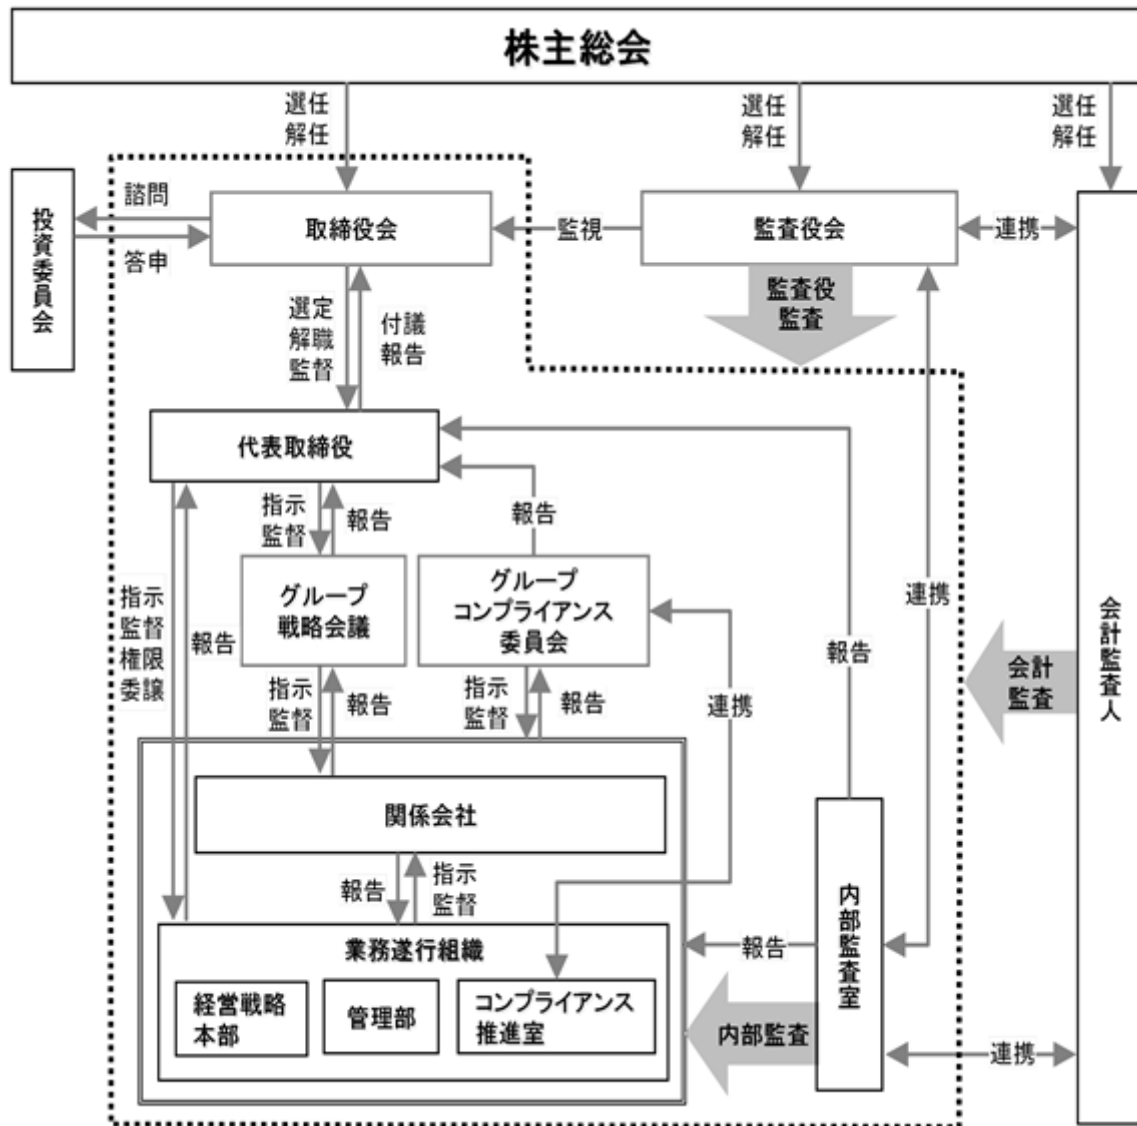 株主総会
選任
解任
選任
解任
選任
解任
投資委員会
諮問
答申
取締役会
監視
監査役会
連携
監査役
監査
選定
解職
監督
付議
報告
代表取締役
指示
監督
報告
報告
指示
監督
権限
委譲
報告
グループ
戦略会議
グループ
コンプライアンス
委員会
連携
報告
会計監査人
会計
監査
指示
監督
報告
指示
監督
報告
連携
関係会社
報告
指示
監督
業務遂行組織
経営戦略
本部
管理部
コンプライアンス
推進室
報告
内部監査
内部監査室
連携